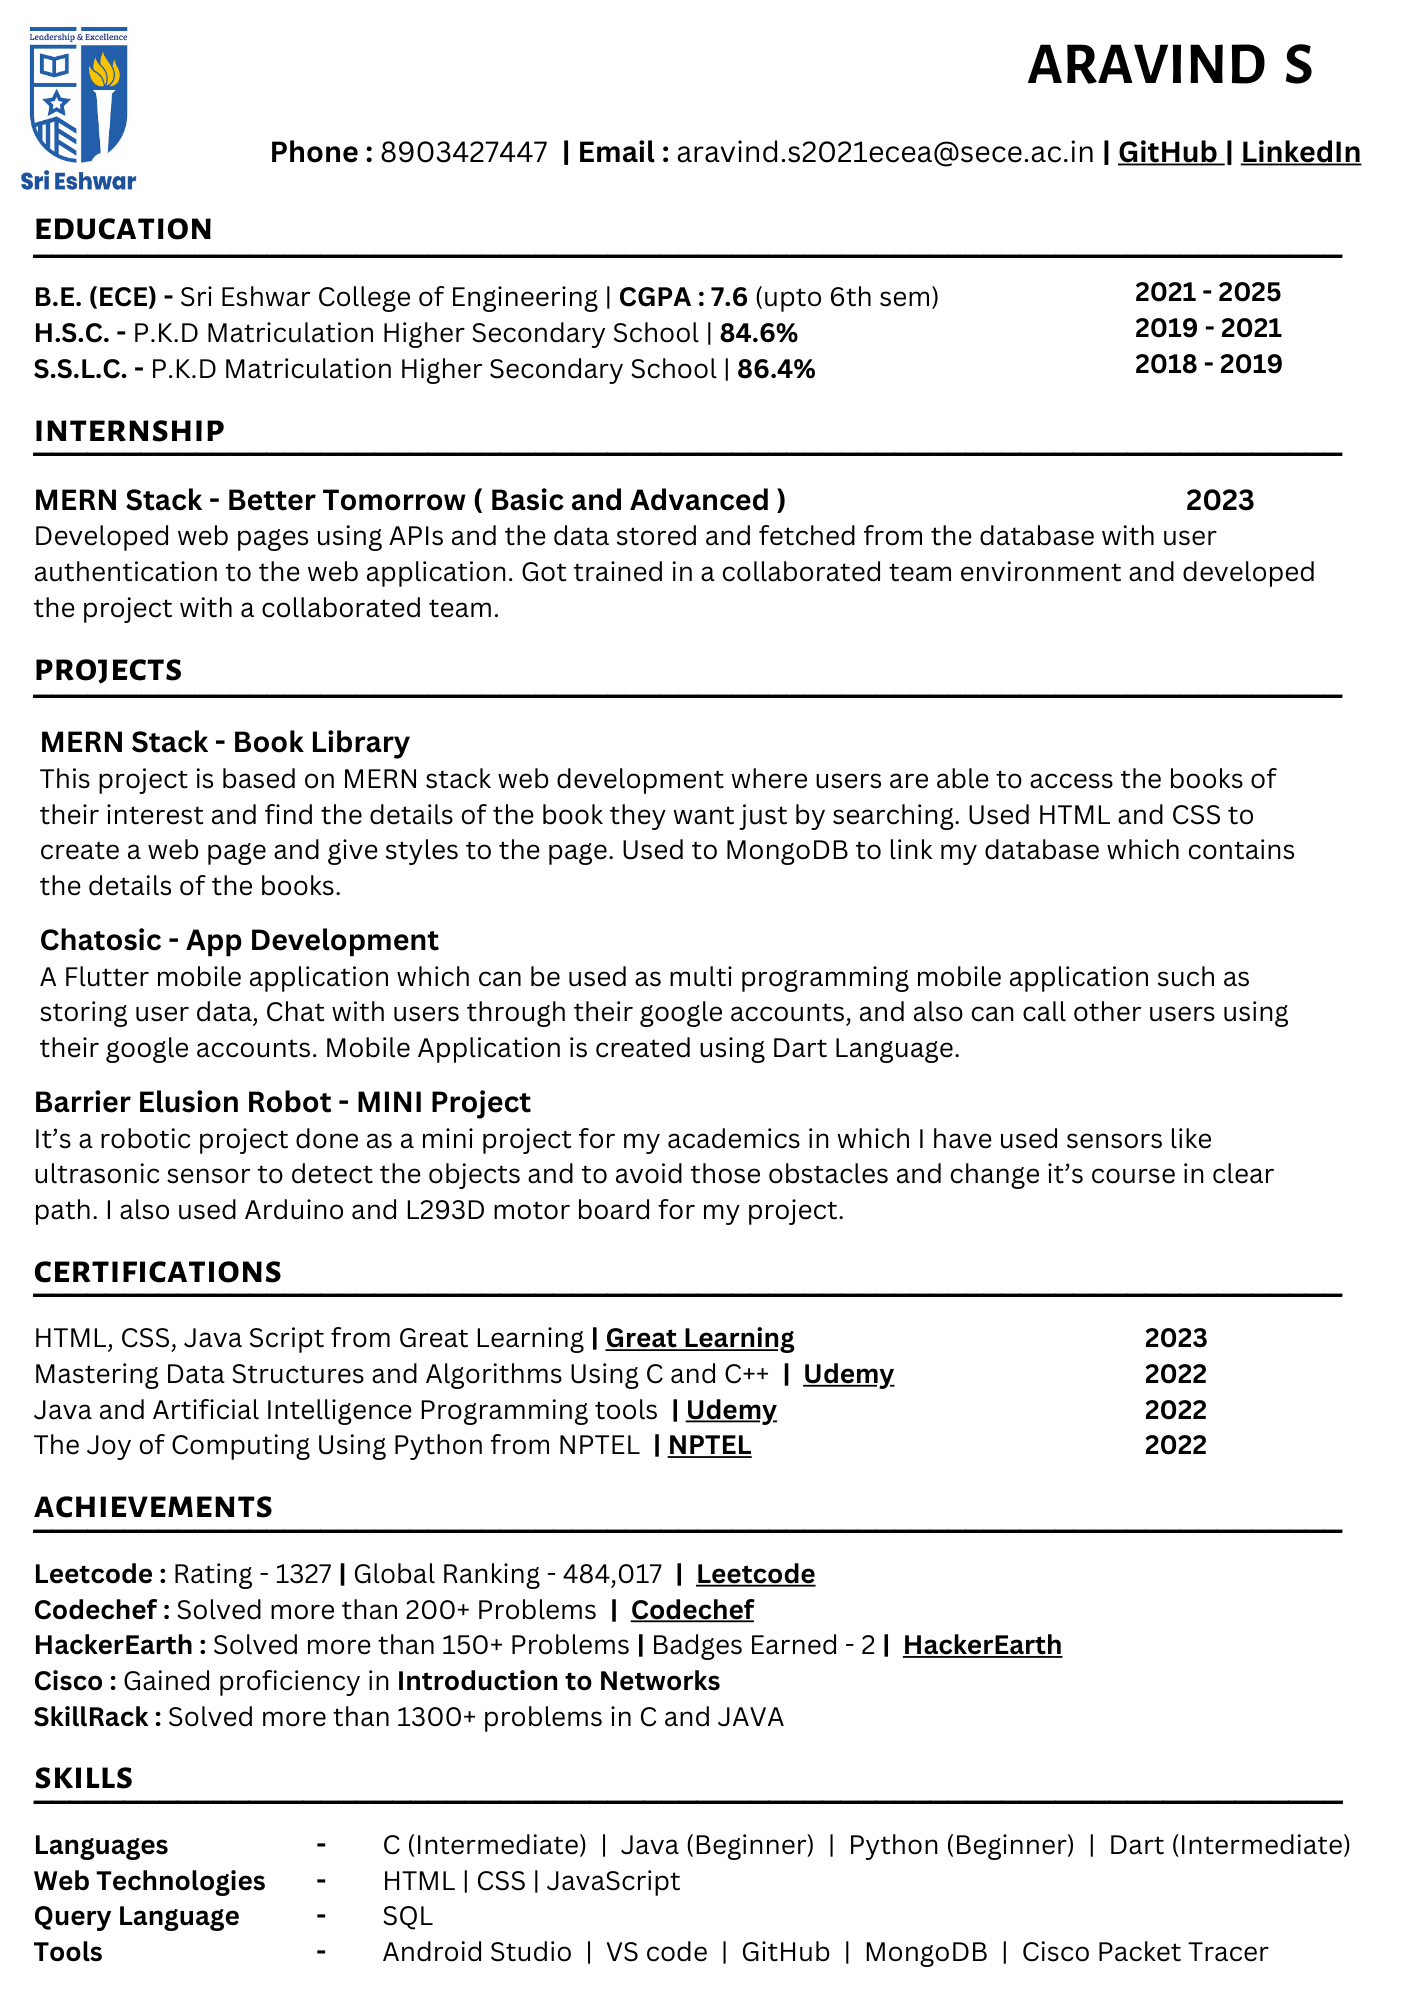 Leadership & Excellence
Sri Eshwar
ARAVIND S
Phone : 8903427447 | Email : aravind.s2021ecea@sece.ac.in | GitHub | LinkedIn
EDUCATION
B.E. (ECE) - Sri Eshwar College of Engineering | CGPA : 7.6 (upto 6th sem) 2021 - 2025
H.S.C. - P.K.D Matriculation Higher Secondary School | 84.6% 2019 - 2021
S.S.L.C. - P.K.D Matriculation Higher Secondary School | 86.4% 2018 - 2019
INTERNSHIP
MERN Stack - Better Tomorrow ( Basic and Advanced ) 2023
Developed web pages using APIs and the data stored and fetched from the database with user
authentication to the web application. Got trained in a collaborated team environment and developed
the project with a collaborated team.
PROJECTS
MERN Stack - Book Library
This project is based on MERN stack web development where users are able to access the books of
their interest and find the details of the book they want just by searching. Used HTML and CSS to
create a web page and give styles to the page. Used to MongoDB to link my database which contains
the details of the books.
Chatosic - App Development
A Flutter mobile application which can be used as multi programming mobile application such as
storing user data, Chat with users through their google accounts, and also can call other users using
their google accounts. Mobile Application is created using Dart Language.
Barrier Elusion Robot - MINI Project
It's a robotic project done as a mini project for my academics in which I have used sensors like
ultrasonic sensor to detect the objects and to avoid those obstacles and change it's course in clear
path. I also used Arduino and L293D motor board for my project.
CERTIFICATIONS
HTML, CSS, Java Script from Great Learning | Great Learning 2023
Mastering Data Structures and Algorithms Using C and C++ | Udemy 2022
Java and Artificial Intelligence Programming tools | Udemy 2022
The Joy of Computing Using Python from NPTEL | NPTEL 2022
ACHIEVEMENTS
Leetcode : Rating - 1327 | Global Ranking - 484,017 | Leetcode
Codechef : Solved more than 200+ Problems | Codechef
HackerEarth : Solved more than 150+ Problems | Badges Earned - 2 | HackerEarth
Cisco : Gained proficiency in Introduction to Networks
SkillRack : Solved more than 1300+ problems in C and JAVA
SKILLS
Languages - C (Intermediate) | Java (Beginner) | Python (Beginner) | Dart (Intermediate)
Web Technologies - HTML | CSS | JavaScript
Query Language - SQL
Tools - Android Studio | VS code | GitHub | MongoDB | Cisco Packet Tracer